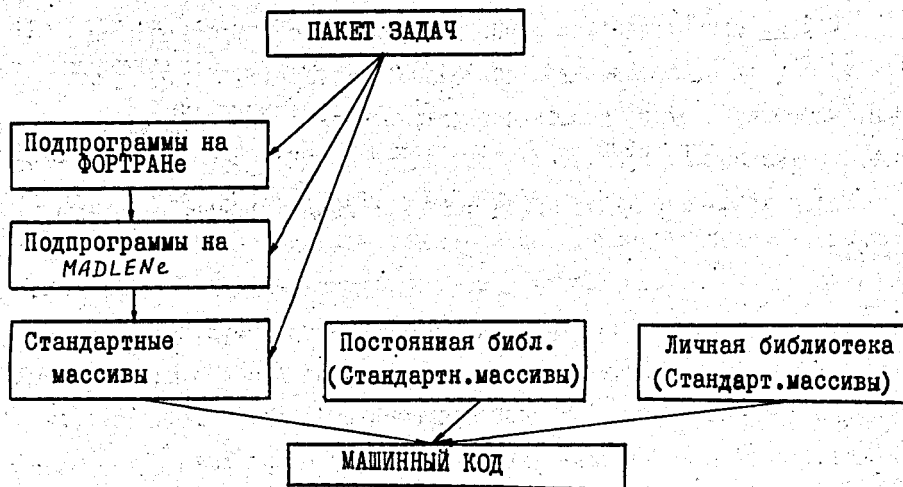 ПАКЕТ ЗАДАЧ
Подпрограммы на
ФОРТРАНе
Подпрограммы на
MADLENe
Стандартные
массивы
Постоянная библ.
(Стандартн.массивы)
Личная библиотека
(Стандарт.массивы)
МАШИННЫЙ КОД